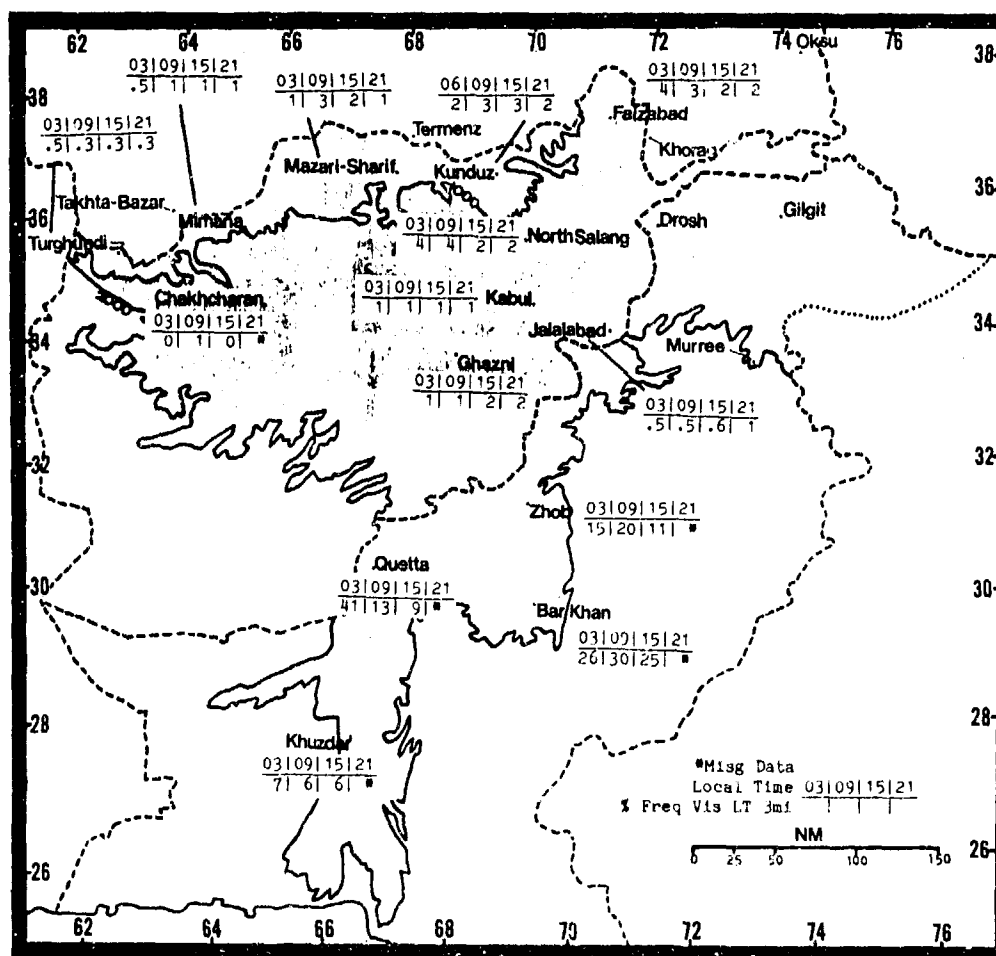 62 64 66 68 70 72 74 76
Oksu
38 38
03|09|15|21
.5| 1| 1| 1
03|09|15|21
1| 3| 2| 1
06|09|15|21
2| 3| 3| 2
03|09|15|21
4| 3| 2| 2
03|09|15|21
.5|.3|.3|.3
Termenz
Faizabad
Khorag
Mazari-Sharif
Kunduz
36 36
Takhta-Bazar
Mimana
Drosh
Gilgit
Turghundi
03|09|15|21
4| 4| 2| 2
North Salang
Chakhcharan
03|09|15|21
0| 1| 0| *
03|09|15|21
1| 1| 1| 1
Kabul
34 34
Jalalabad
Murree
Ghazni
03|09|15|21
1| 1| 2| 2
03|09|15|21
.5|.5|.6| 1
32 32
Zhob
03|09|15|21
15|20|11| *
Quetta
30 30
03|09|15|21
41|13| 9| *
Bar Khan
03|09|15|21
26|30|25| *
28 28
Khuzdar
03|09|15|21
7| 6| 6| *
*Misg Data
Local Time 03|09|15|21
% Freq Vis LT 3mi
NM
0 25 50 100 150
26 26
62 64 66 68 70 72 74 76